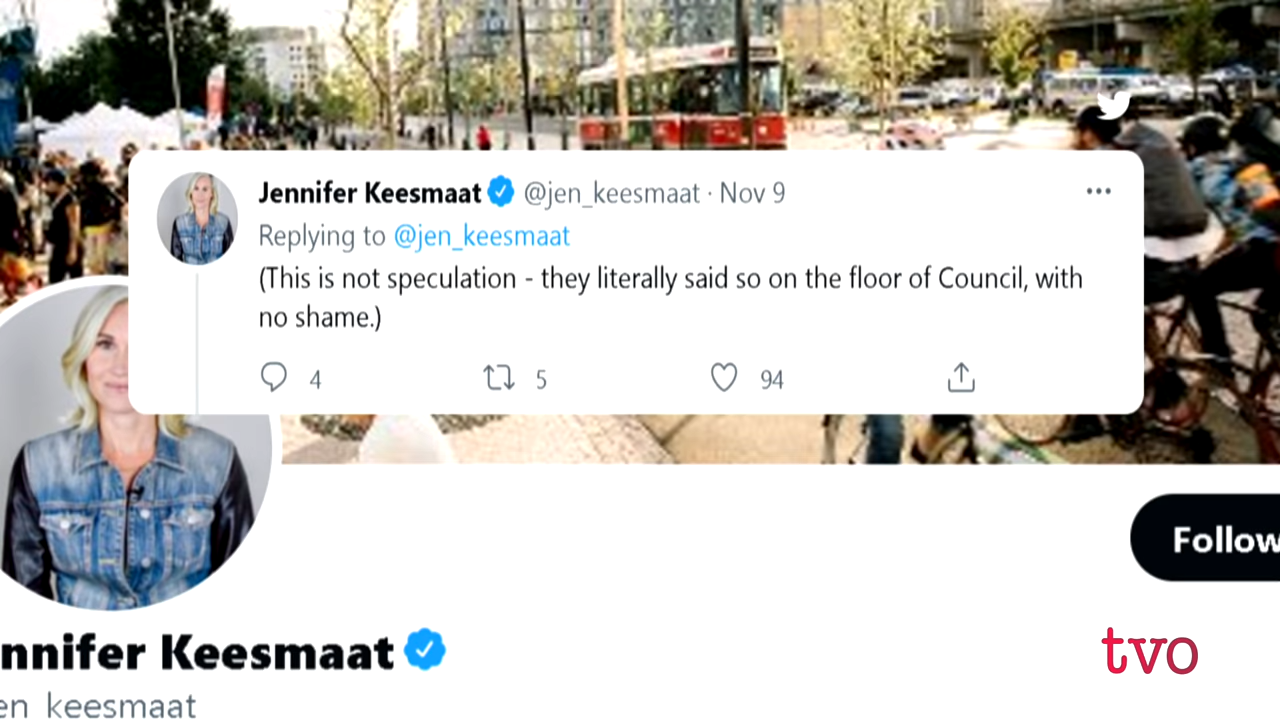 Jennifer Keesmaat @jen_keesmaat · Nov 9
Replying to @jen_keesmaat
(This is not speculation - they literally said so on the floor of Council, with
no shame.)
4 5 94
Follow
nnifer Keesmaat
en_keesmaat
tvo